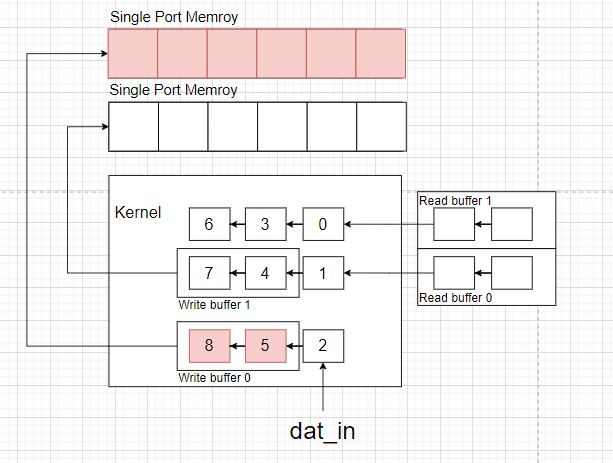 Single Port Memroy
Single Port Memroy
Kernel
6 3 0
Read buffer 1
7 4 1
Write buffer 1
Read buffer 0
8 5 2
Write buffer 0
dat_in